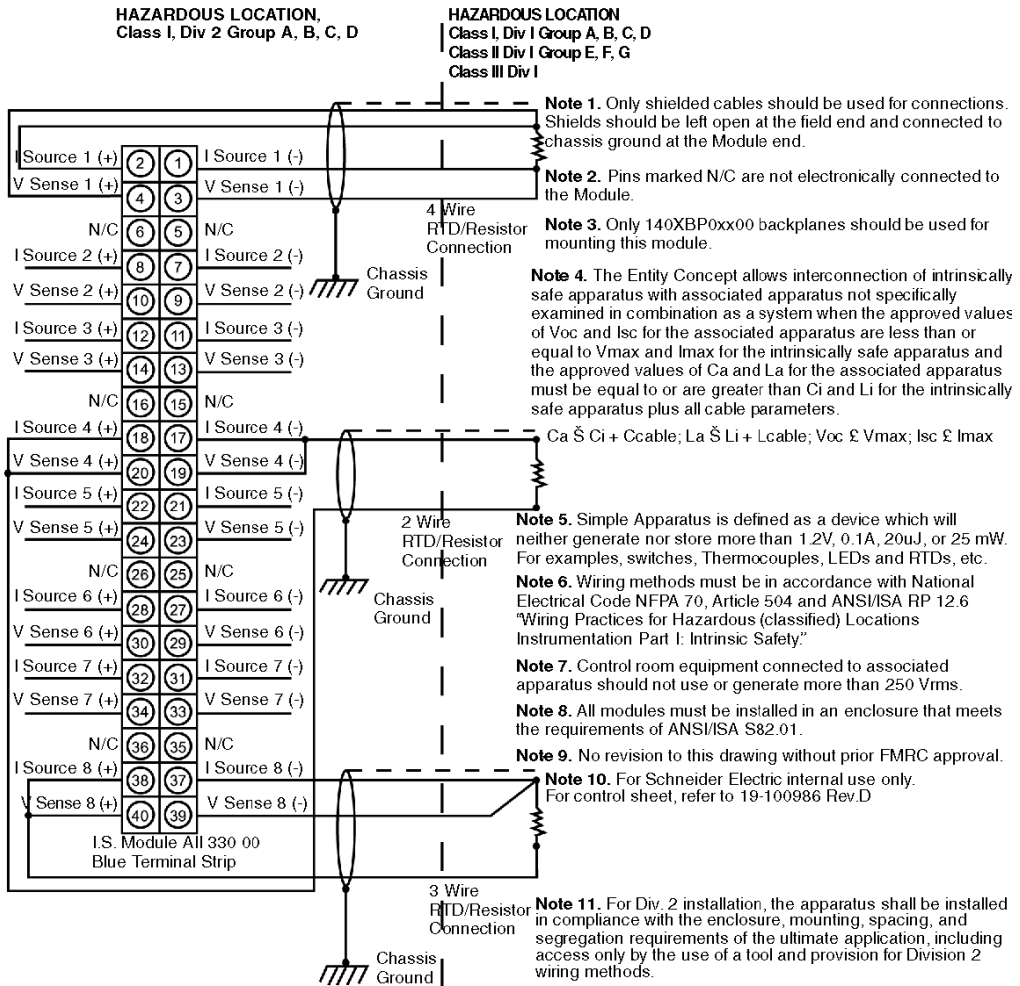 HAZARDOUS LOCATION,
Class I, Div 2 Group A, B, C, D
HAZARDOUS LOCATION
Class I, Div I Group A, B, C, D
Class II Div I Group E, F, G
Class III Div I
Note 1. Only shielded cables should be used for connections.
Shields should be left open at the field end and connected to
chassis ground at the Module end.
Note 2. Pins marked N/C are not electronically connected to
the Module.
Note 3. Only 140XBP0xx00 backplanes should be used for
mounting this module.
Note 4. The Entity Concept allows interconnection of intrinsically
safe apparatus with associated apparatus not specifically
examined in combination as a system when the approved values
of Voc and Isc for the associated apparatus are less than or
equal to Vmax and Imax for the intrinsically safe apparatus and
the approved values of Ca and La for the associated apparatus
must be equal to or are greater than Ci and Li for the intrinsically
safe apparatus plus all cable parameters.
Ca Š Ci + Ccable; La Š Li + Lcable; Voc £ Vmax; Isc £ Imax
Note 5. Simple Apparatus is defined as a device which will
neither generate nor store more than 1.2V, 0.1A, 20uJ, or 25 mW.
For examples, switches, Thermocouples, LEDs and RTDs, etc.
Note 6. Wiring methods must be in accordance with National
Electrical Code NFPA 70, Article 504 and ANSI/ISA RP 12.6
"Wiring Practices for Hazardous (classified) Locations
Instrumentation Part I: Intrinsic Safety."
Note 7. Control room equipment connected to associated
apparatus should not use or generate more than 250 Vrms.
Note 8. All modules must be installed in an enclosure that meets
the requirements of ANSI/ISA S82.01.
Note 9. No revision to this drawing without prior FMRC approval.
Note 10. For Schneider Electric internal use only.
For control sheet, refer to 19-100986 Rev.D
Note 11. For Div. 2 installation, the apparatus shall be installed
in compliance with the enclosure, mounting, spacing, and
segregation requirements of the ultimate application, including
access only by the use of a tool and provision for Division 2
wiring methods.
I Source 1 (+) 2 1 I Source 1 (-)
V Sense 1 (+) 4 3 V Sense 1 (-)
N/C 6 5 N/C
I Source 2 (+) 8 7 I Source 2 (-)
V Sense 2 (+) 10 9 V Sense 2 (-)
I Source 3 (+) 12 11 I Source 3 (-)
V Sense 3 (+) 14 13 V Sense 3 (-)
N/C 16 15 N/C
I Source 4 (+) 18 17 I Source 4 (-)
V Sense 4 (+) 20 19 V Sense 4 (-)
I Source 5 (+) 22 21 I Source 5 (-)
V Sense 5 (+) 24 23 V Sense 5 (-)
N/C 26 25 N/C
I Source 6 (+) 28 27 I Source 6 (-)
V Sense 6 (+) 30 29 V Sense 6 (-)
I Source 7 (+) 32 31 I Source 7 (-)
V Sense 7 (+) 34 33 V Sense 7 (-)
N/C 36 35 N/C
I Source 8 (+) 38 37 I Source 8 (-)
V Sense 8 (+) 40 39 V Sense 8 (-)
I.S. Module AII 330 00
Blue Terminal Strip
4 Wire
RTD/Resistor
Connection
Chassis
Ground
2 Wire
RTD/Resistor
Connection
Chassis
Ground
3 Wire
RTD/Resistor
Connection
Chassis
Ground